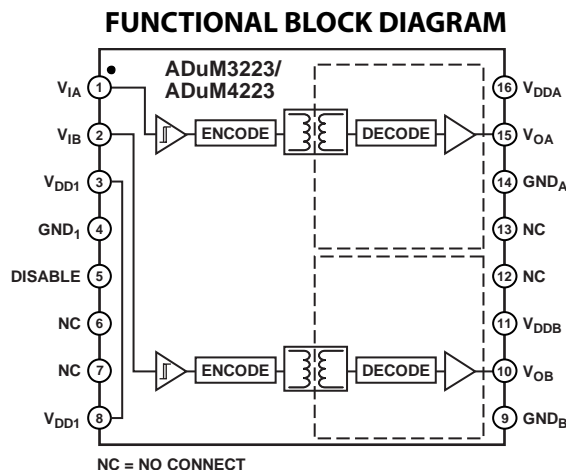 FUNCTIONAL BLOCK DIAGRAM
ADuM3223/
ADuM4223
VIA 1
VIB 2
VDD1 3
GND1 4
DISABLE 5
NC 6
NC 7
VDD1 8
ENCODE DECODE
ENCODE DECODE
16 VDDA
15 VOA
14 GNDA
13 NC
12 NC
11 VDDB
10 VOB
9 GNDB
NC = NO CONNECT